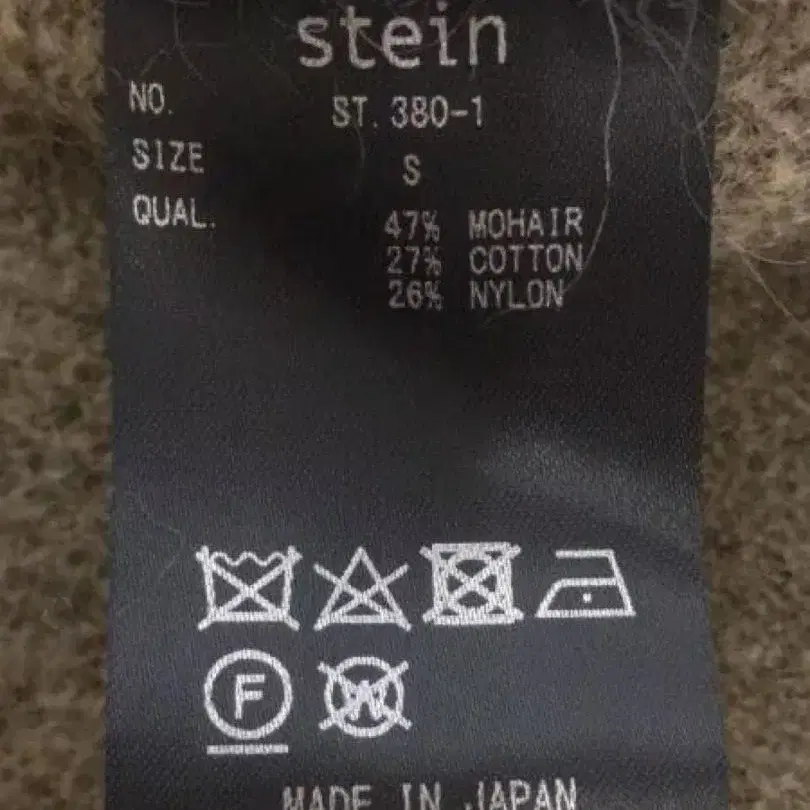 stein
NO. ST. 380-1
SIZE S
QUAL. 47% MOHAIR
27% COTTON
26% NYLON
F W
MADE IN JAPAN